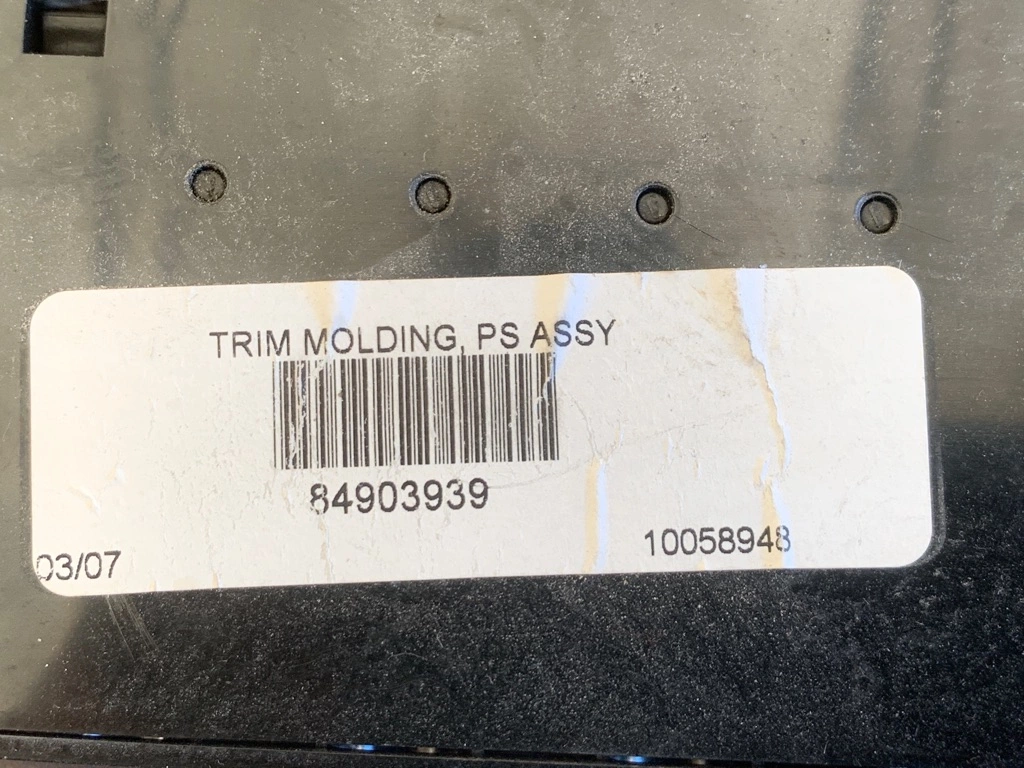 TRIM MOLDING, PS ASSY
84903939
10058948
03/07